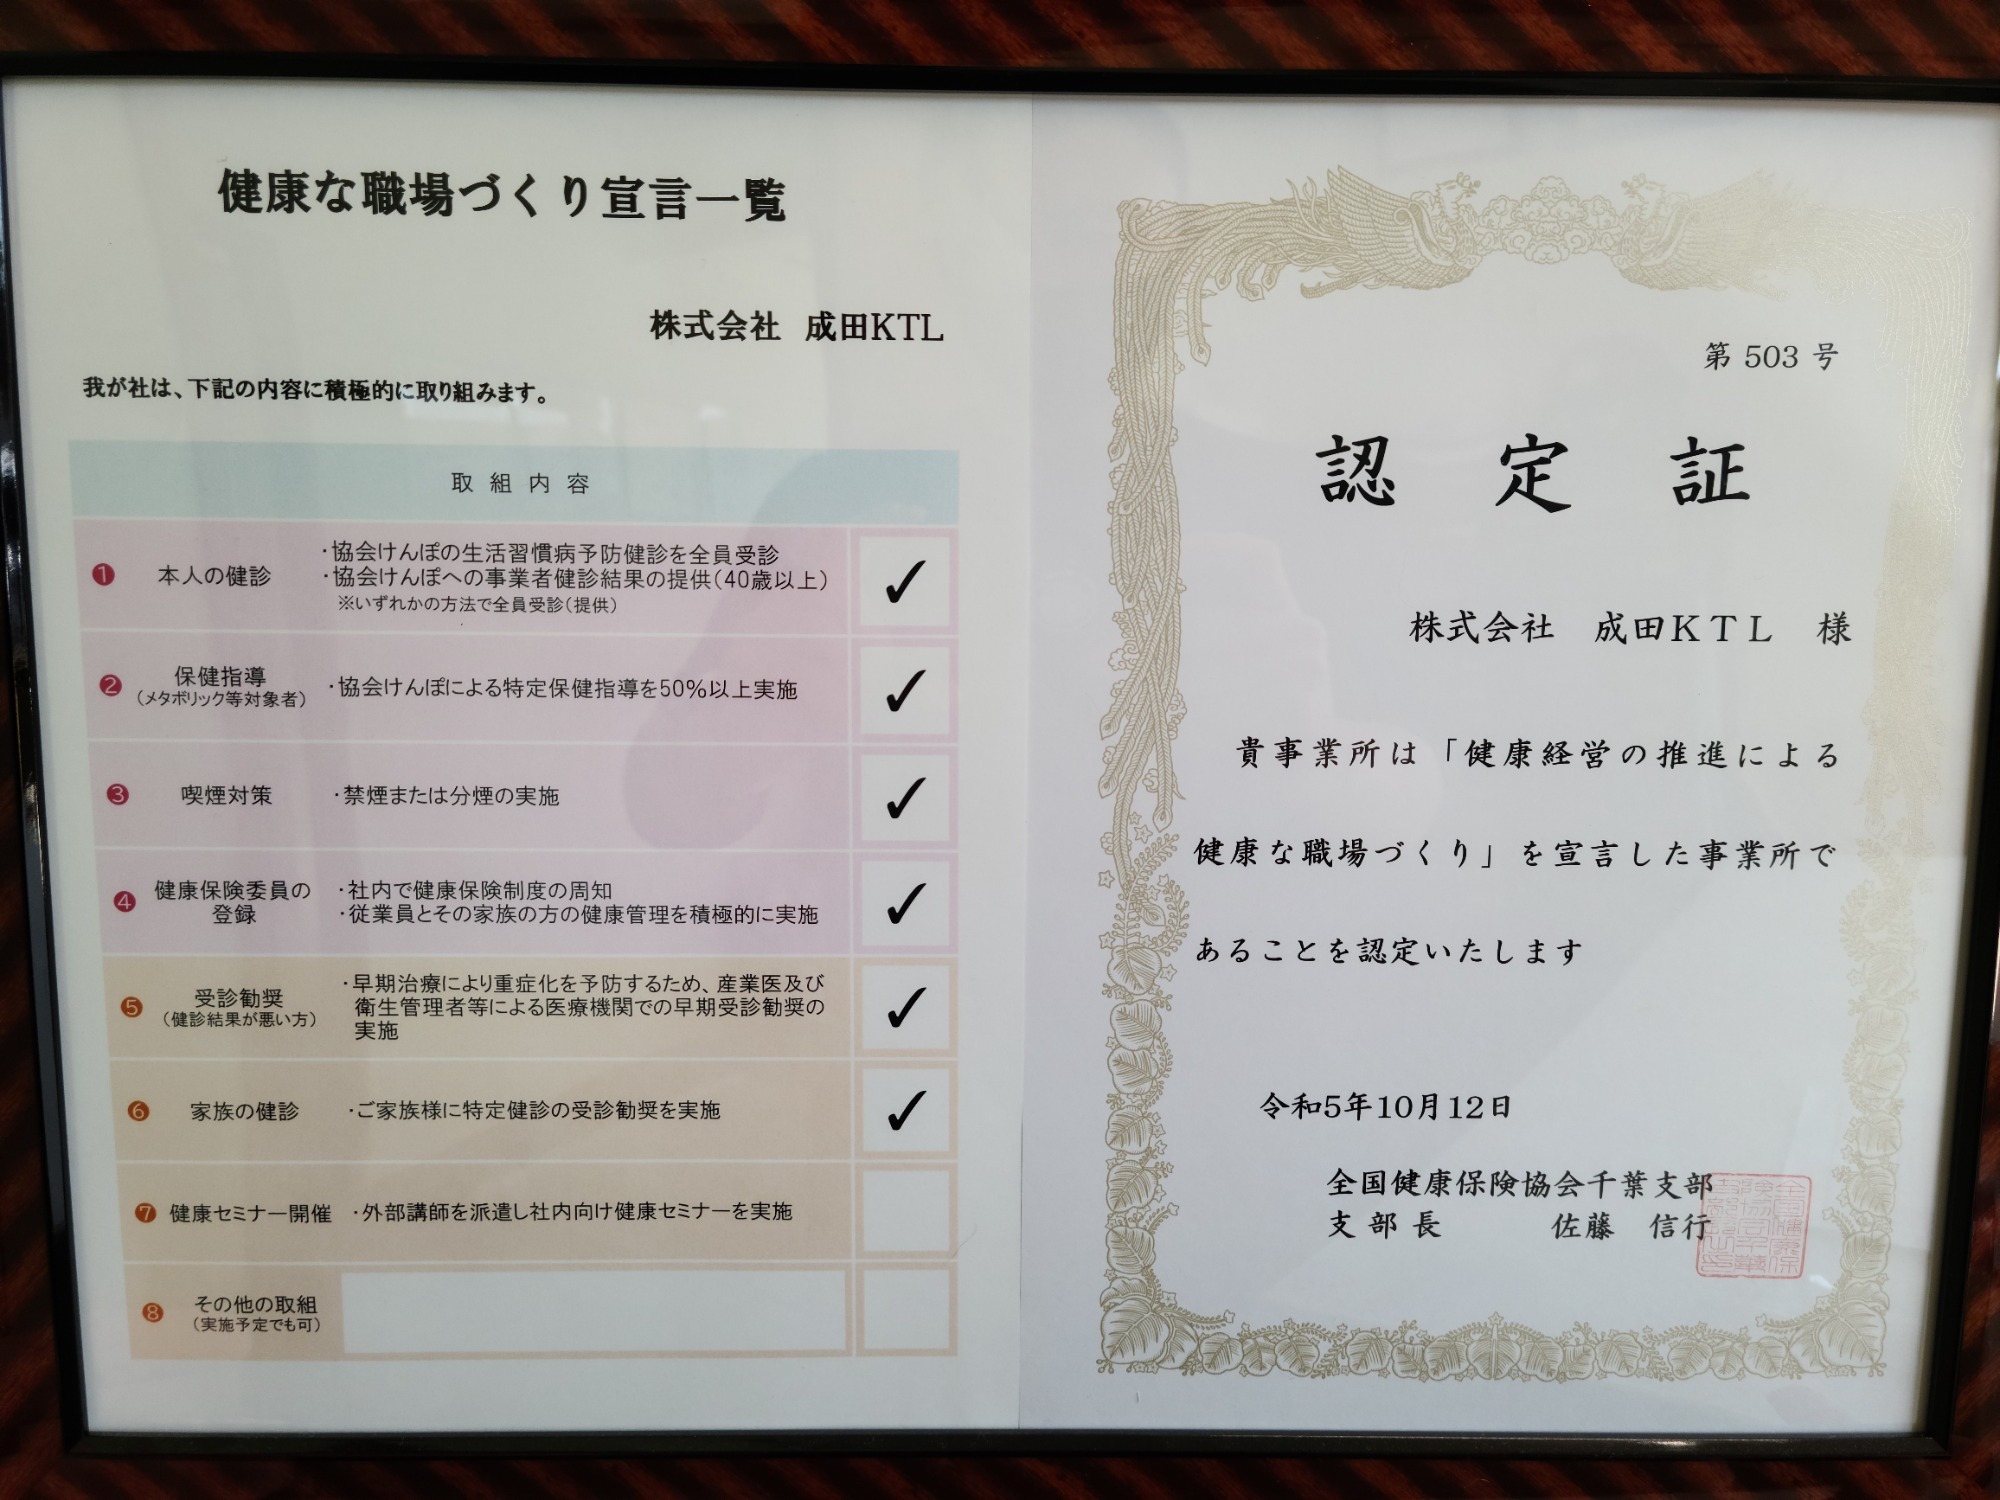 健康な職場づくり宣言一覧
株式会社 成田KTL
我が社は、下記の内容に積極的に取り組みます。
取組内容
❶ 本人の健診
・協会けんぽの生活習慣病予防健診を全員受診
・協会けんぽへの事業者健診結果の提供(40歳以上)
※いずれかの方法で全員受診(提供)
✓
❷ 保健指導
(メタボリック等対象者)
・協会けんぽによる特定保健指導を50%以上実施
✓
❸ 喫煙対策 ・禁煙または分煙の実施
✓
❹ 健康保険委員の
登録
・社内で健康保険制度の周知
・従業員とその家族の方の健康管理を積極的に実施
✓
❺ 受診勧奨
(健診結果が悪い方)
・早期治療により重症化を予防するため、産業医及び
衛生管理者等による医療機関での早期受診勧奨の
実施
✓
❻ 家族の健診 ・ご家族様に特定健診の受診勧奨を実施
✓
❼ 健康セミナー開催 ・外部講師を派遣し社内向け健康セミナーを実施
❽ その他の取組
(実施予定でも可)
第 503 号
認定証
株式会社 成田KTL 様
貴事業所は「健康経営の推進による
健康な職場づくり」を宣言した事業所で
あることを認定いたします
令和5年10月12日
全国健康保険協会千葉支部
支部長 佐藤 信行